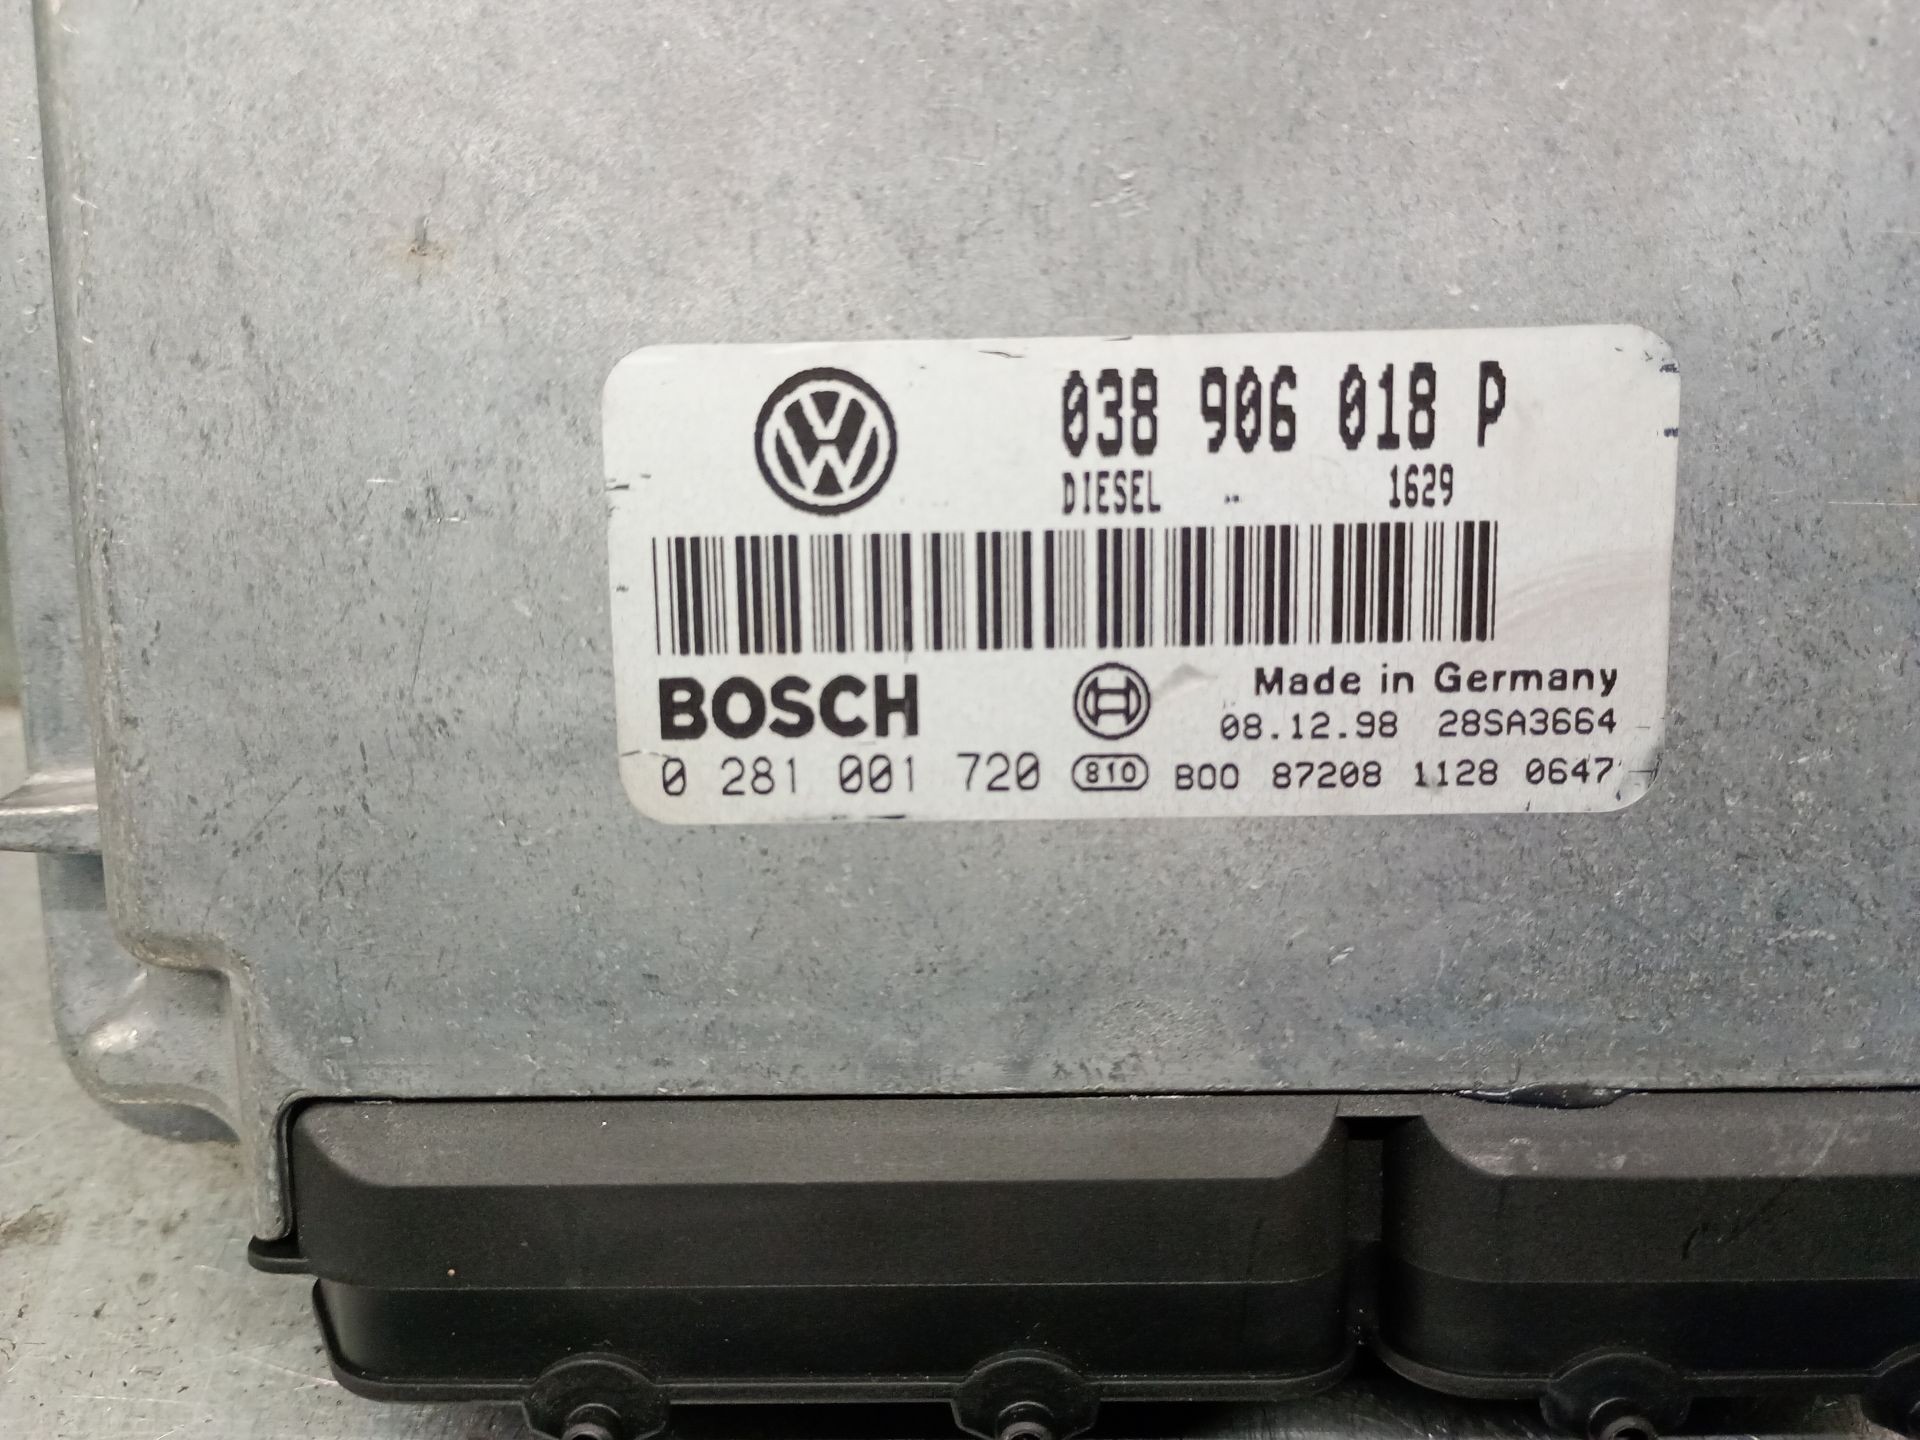 038 906 018 P
DIESEL 1629
BOSCH
Made in Germany
08.12.98 28SA3664
0 281 001 720 810 B00 87208 1128 0647